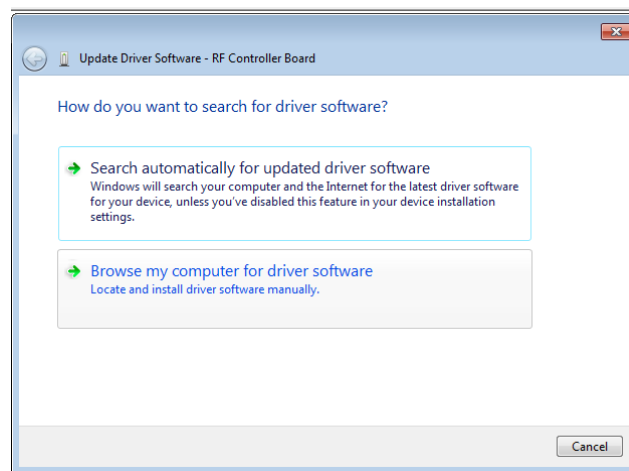 Update Driver Software - RF Controller Board
How do you want to search for driver software?
Search automatically for updated driver software
Windows will search your computer and the Internet for the latest driver software
for your device, unless you've disabled this feature in your device installation
settings.
Browse my computer for driver software
Locate and install driver software manually.
Cancel